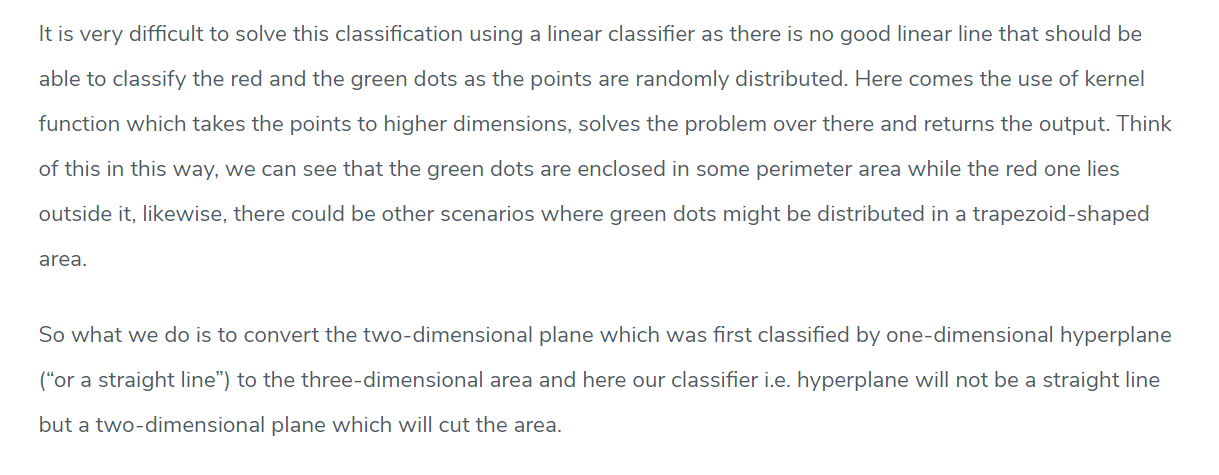 It is very difficult to solve this classification using a linear classifier as there is no good linear line that should be
able to classify the red and the green dots as the points are randomly distributed. Here comes the use of kernel
function which takes the points to higher dimensions, solves the problem over there and returns the output. Think
of this in this way, we can see that the green dots are enclosed in some perimeter area while the red one lies
outside it, likewise, there could be other scenarios where green dots might be distributed in a trapezoid-shaped
area.
So what we do is to convert the two-dimensional plane which was first classified by one-dimensional hyperplane
(“or a straight line”) to the three-dimensional area and here our classifier i.e. hyperplane will not be a straight line
but a two-dimensional plane which will cut the area.